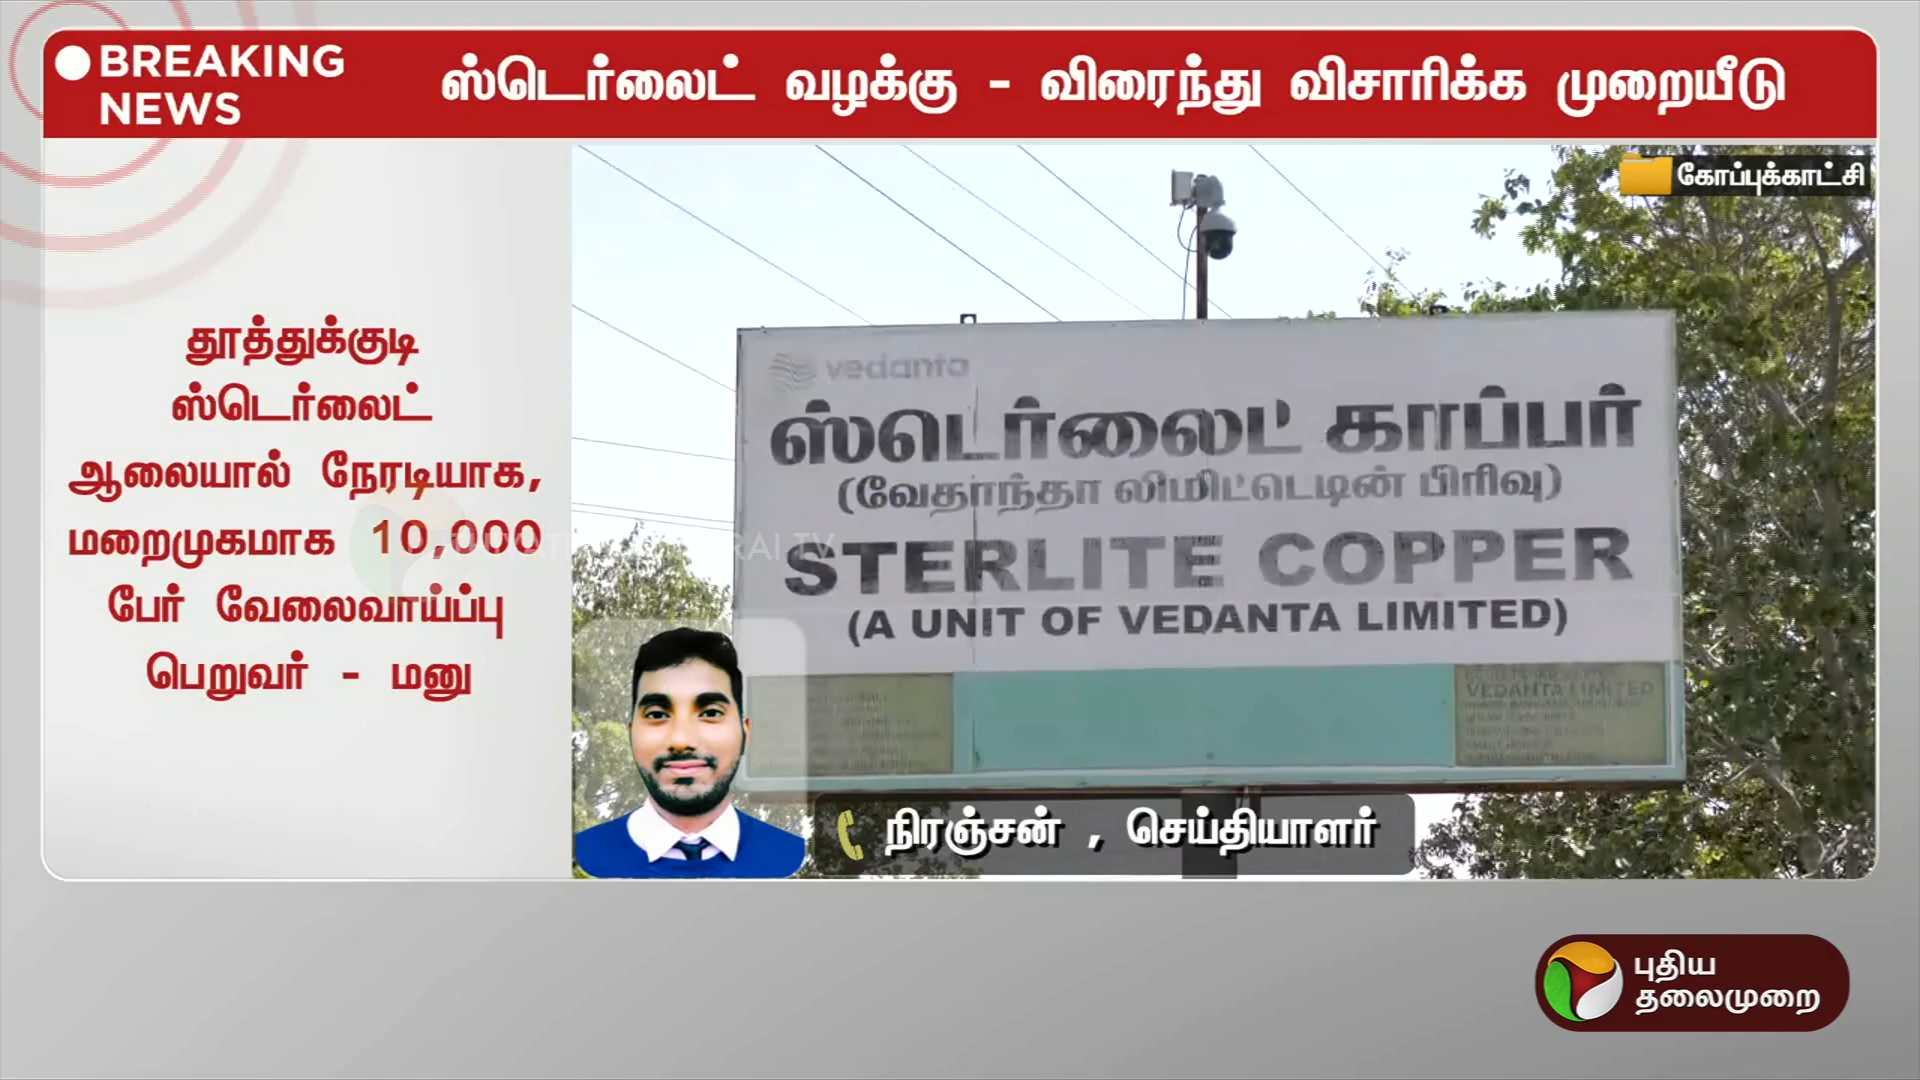 BREAKING
NEWS
ஸ்டெர்லைட் வழக்கு - விரைந்து விசாரிக்க முறையீடு
கோப்புக்காட்சி
தூத்துக்குடி
ஸ்டெர்லைட்
ஆலையால் நேரடியாக,
மறைமுகமாக 10,000
பேர் வேலைவாய்ப்பு
பெறுவர் - மனு
vedanta
ஸ்டெர்லைட் காப்பர்
(வேதாந்தா லிமிட்டெடின் பிரிவு)
STERLITE COPPER
(A UNIT OF VEDANTA LIMITED)
VEDANTA LIMITED
நிரஞ்சன் , செய்தியாளர்
புதிய
தலைமுறை